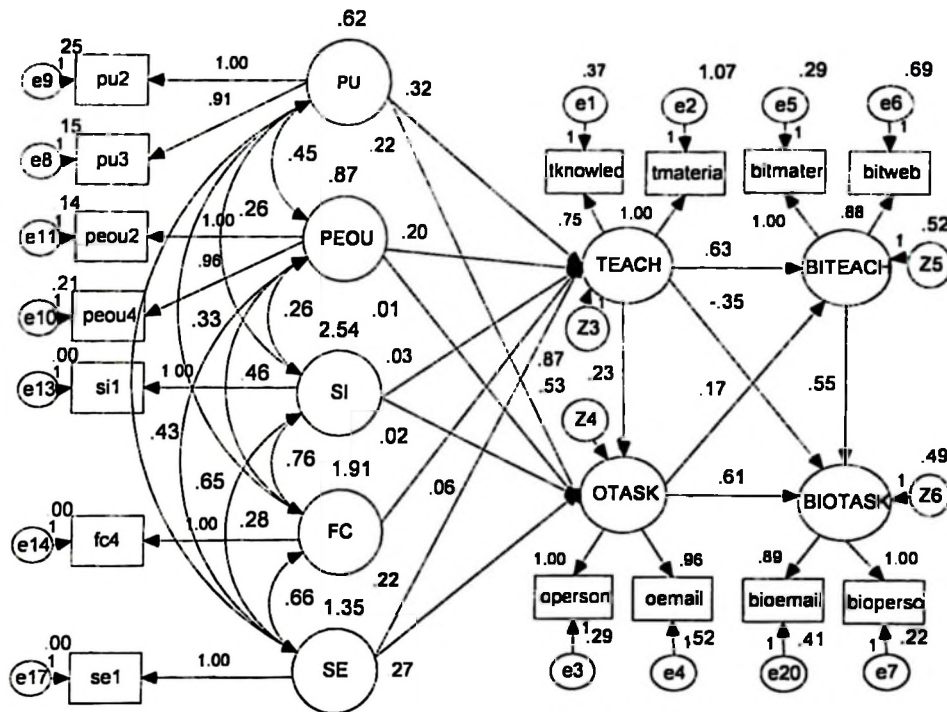 .62
.25
e9
1
pu2
1.00
PU
.32
.91
15
e8
1
pu3
.45
.22
.87
14
e11
1
peou2
1.00
.26
PEOU
.20
.96
.21
e10
1
peou4
.33
.26
.01
2.54
.00
e13
1
si1
1.00
.46
SI
.03
.43
.65
.76
.02
1.91
.00
e14
1
fc4
1.00
.28
FC
.06
.66
.22
1.35
.00
e17
1
se1
1.00
SE
27
.37
1.07
.29
.69
e1
e2
e5
e6
1
1
1
1
tknowled
tmateria
bitmater
bitweb
.75
1.00
1.00
.88
.52
TEACH
.63
BITEACH
1
Z5
1
Z3
-.35
.87
.53
.23
.17
.55
Z4
OTASK
.61
BIOTASK
.49
1
Z6
1.00
.96
.89
1.00
operson
oemail
bioemail
bioperso
1
.29
1
.52
1
.41
1
.22
e3
e4
e20
e7